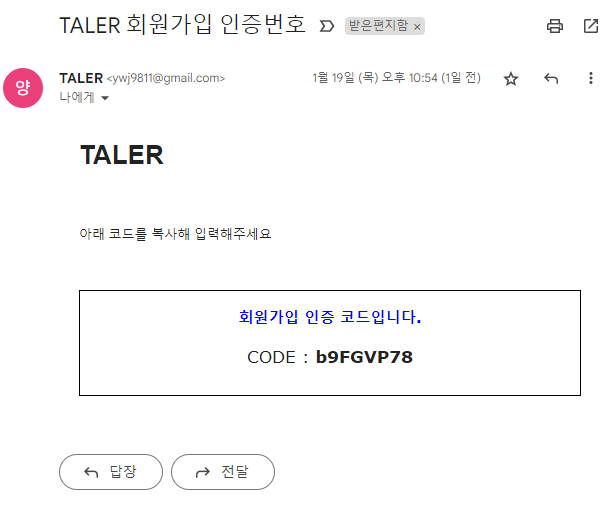 TALER 회원가입 인증번호 받은편지함 ×
양
TALER <ywj9811@gmail.com> 1월 19일 (목) 오후 10:54 (1일 전)
나에게
TALER
아래 코드를 복사해 입력해주세요
회원가입 인증 코드입니다.
CODE : b9FGVP78
답장 전달